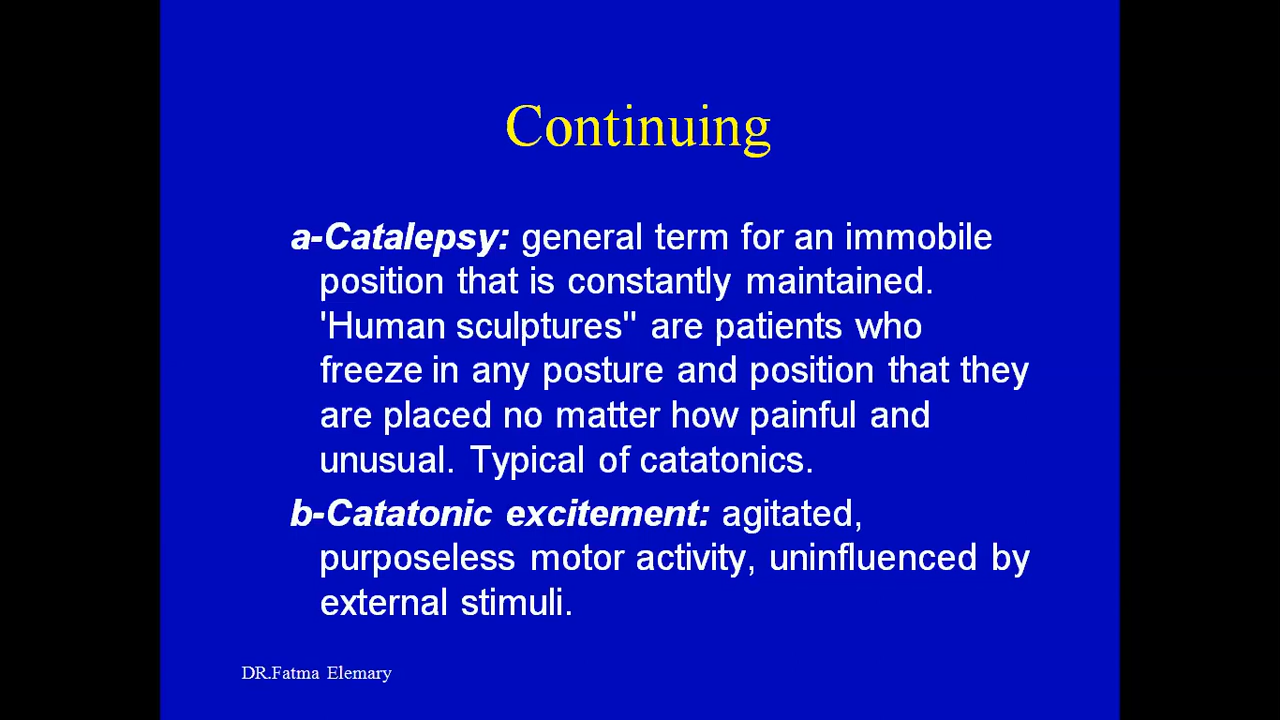 Continuing
a-Catalepsy: general term for an immobile
position that is constantly maintained.
'Human sculptures" are patients who
freeze in any posture and position that they
are placed no matter how painful and
unusual. Typical of catatonics.
b-Catatonic excitement: agitated,
purposeless motor activity, uninfluenced by
external stimuli.
DR.Fatma Elemary